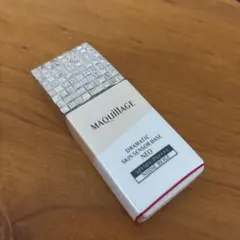 MAQuillAGE
DRAMATIC
SKIN SENSOR BASE
NEO